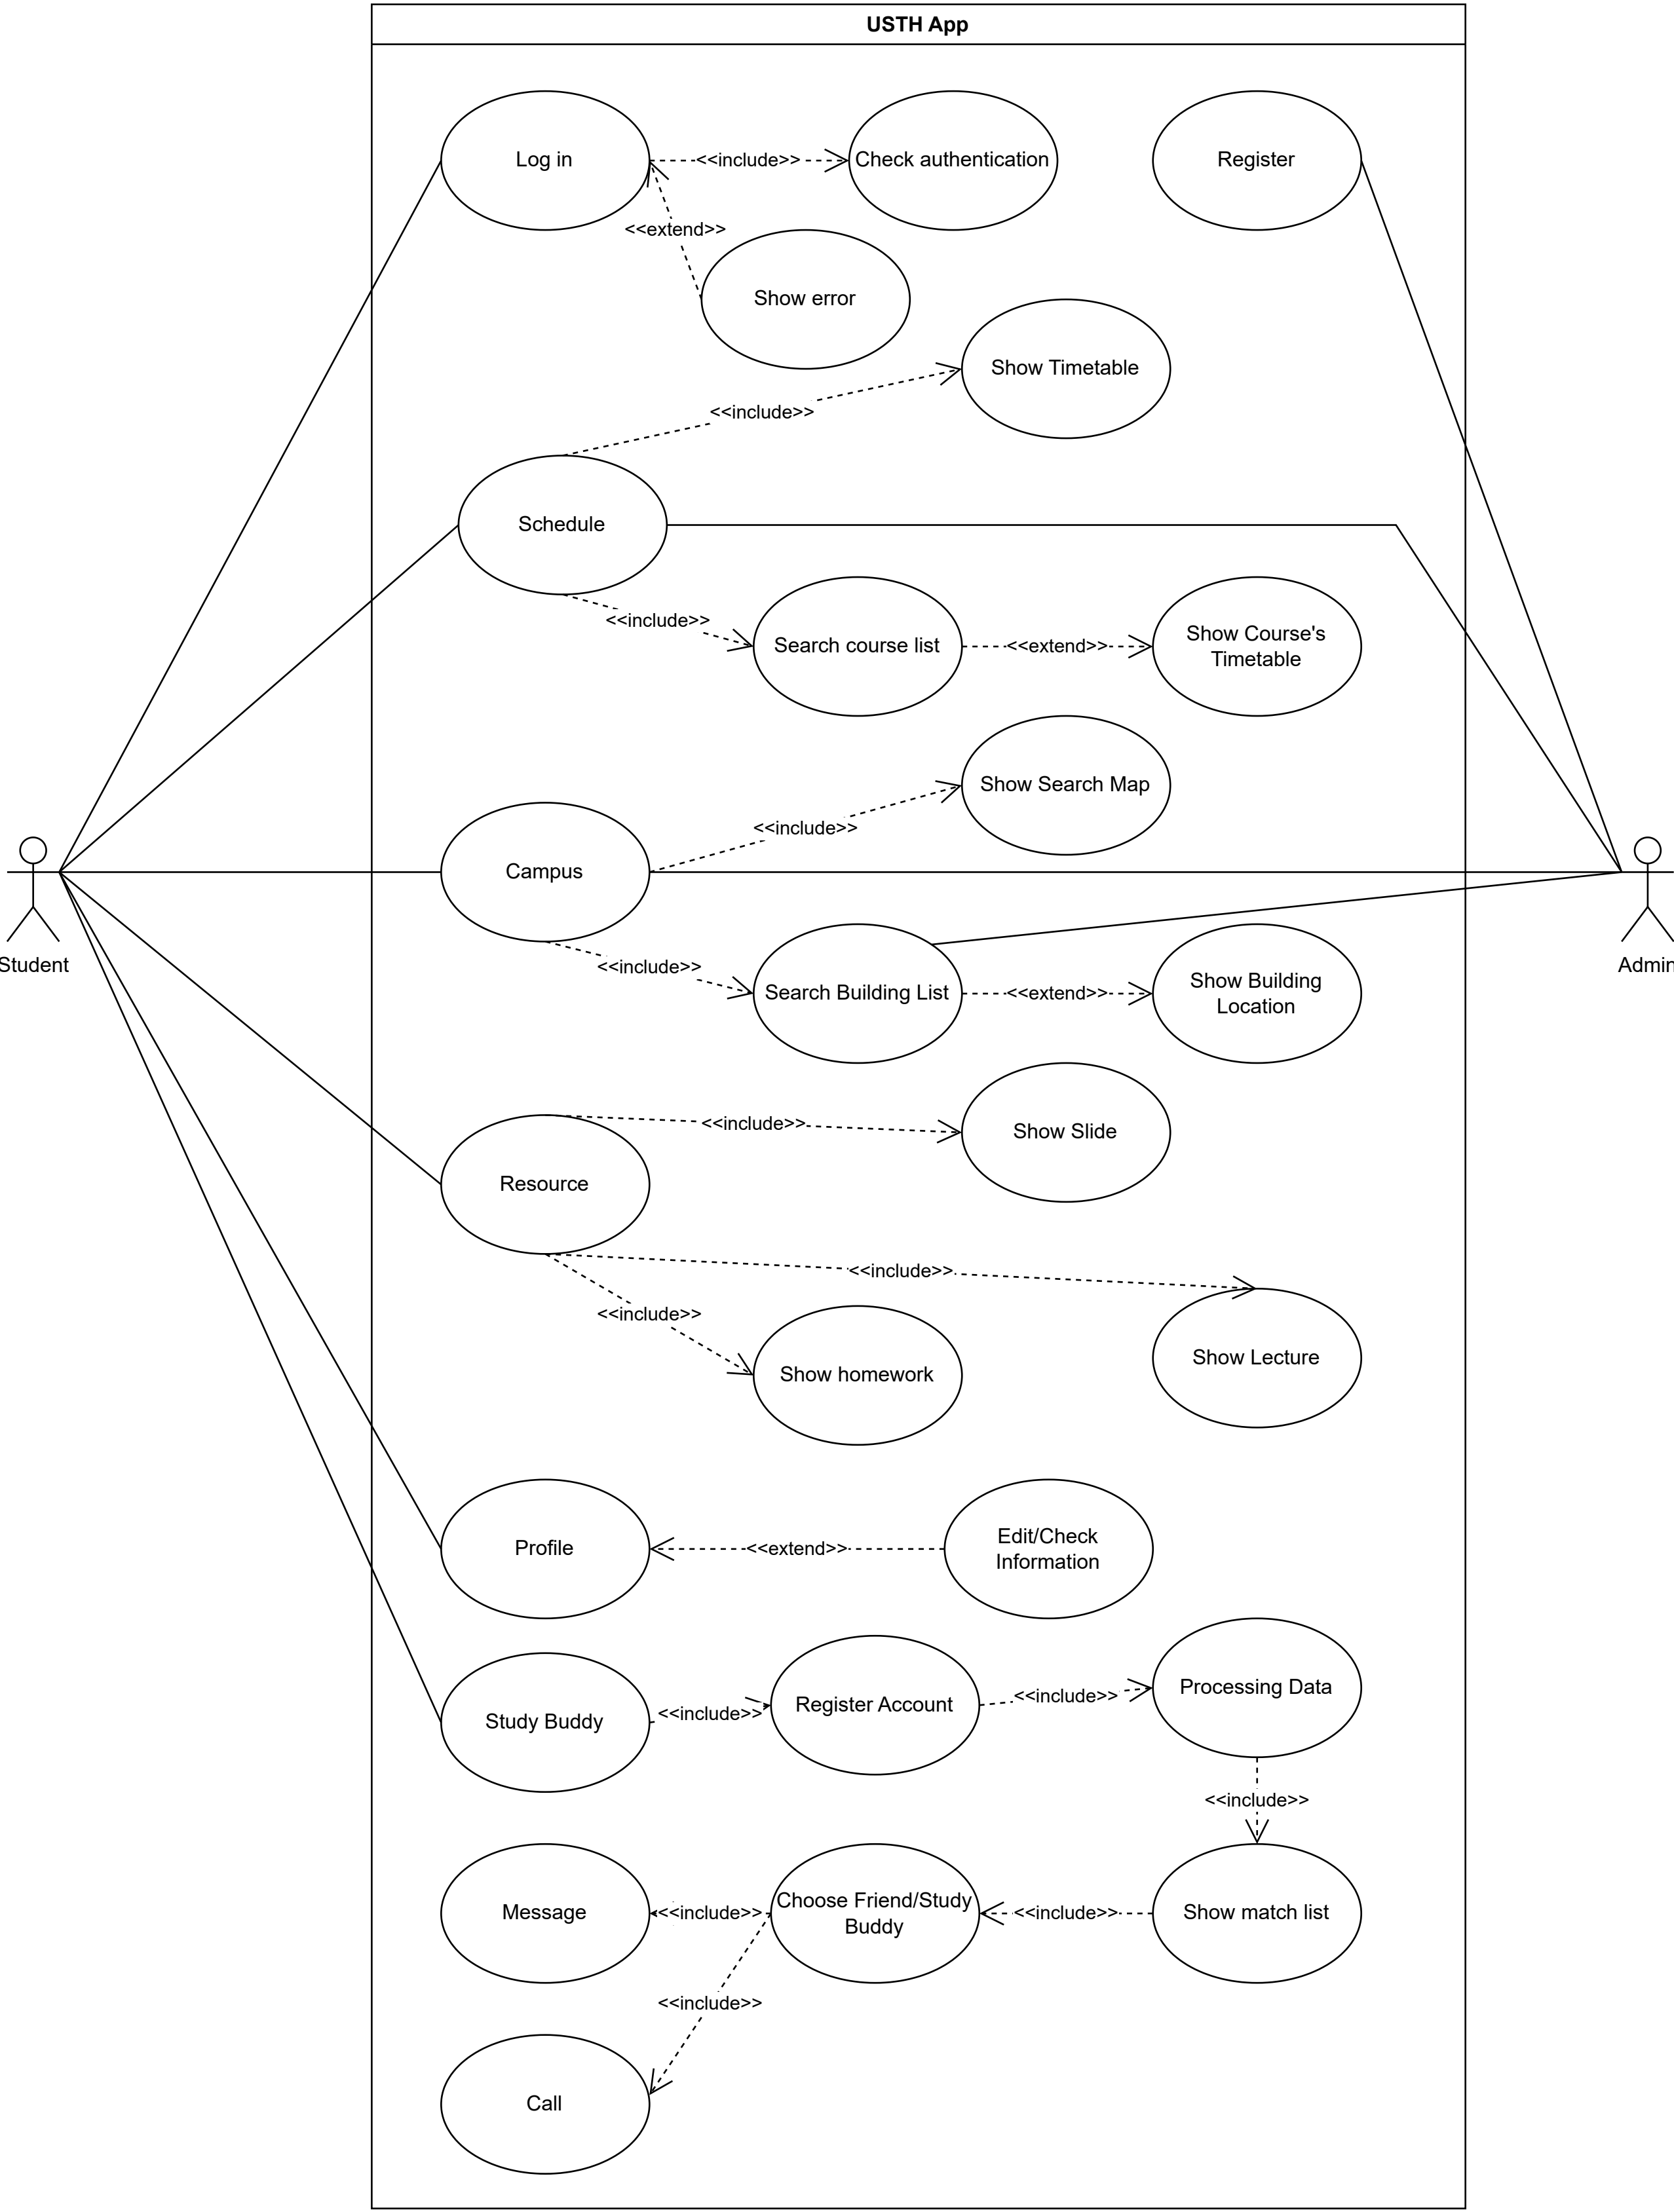 USTH App
Log in
<<include>>
Check authentication
Register
<<extend>>
Show error
Show Timetable
<<include>>
Schedule
<<include>>
Search course list
<<extend>>
Show Course's
Timetable
Show Search Map
<<include>>
Campus
Student
Admin
<<include>>
Search Building List
<<extend>>
Show Building
Location
<<include>>
Show Slide
Resource
<<include>>
<<include>>
Show homework
Show Lecture
Profile
<<extend>>
Edit/Check
Information
Study Buddy
<<include>>
Register Account
<<include>>
Processing Data
<<include>>
Message
<<include>>
Choose Friend/Study
Buddy
<<include>>
Show match list
<<include>>
Call